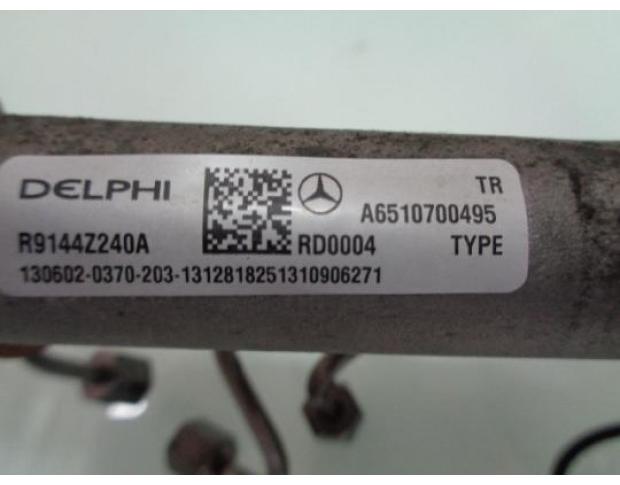 DELPHI TR
A6510700495
R9144Z240A RD0004 TYPE
130602-0370-203-1312818251310906271